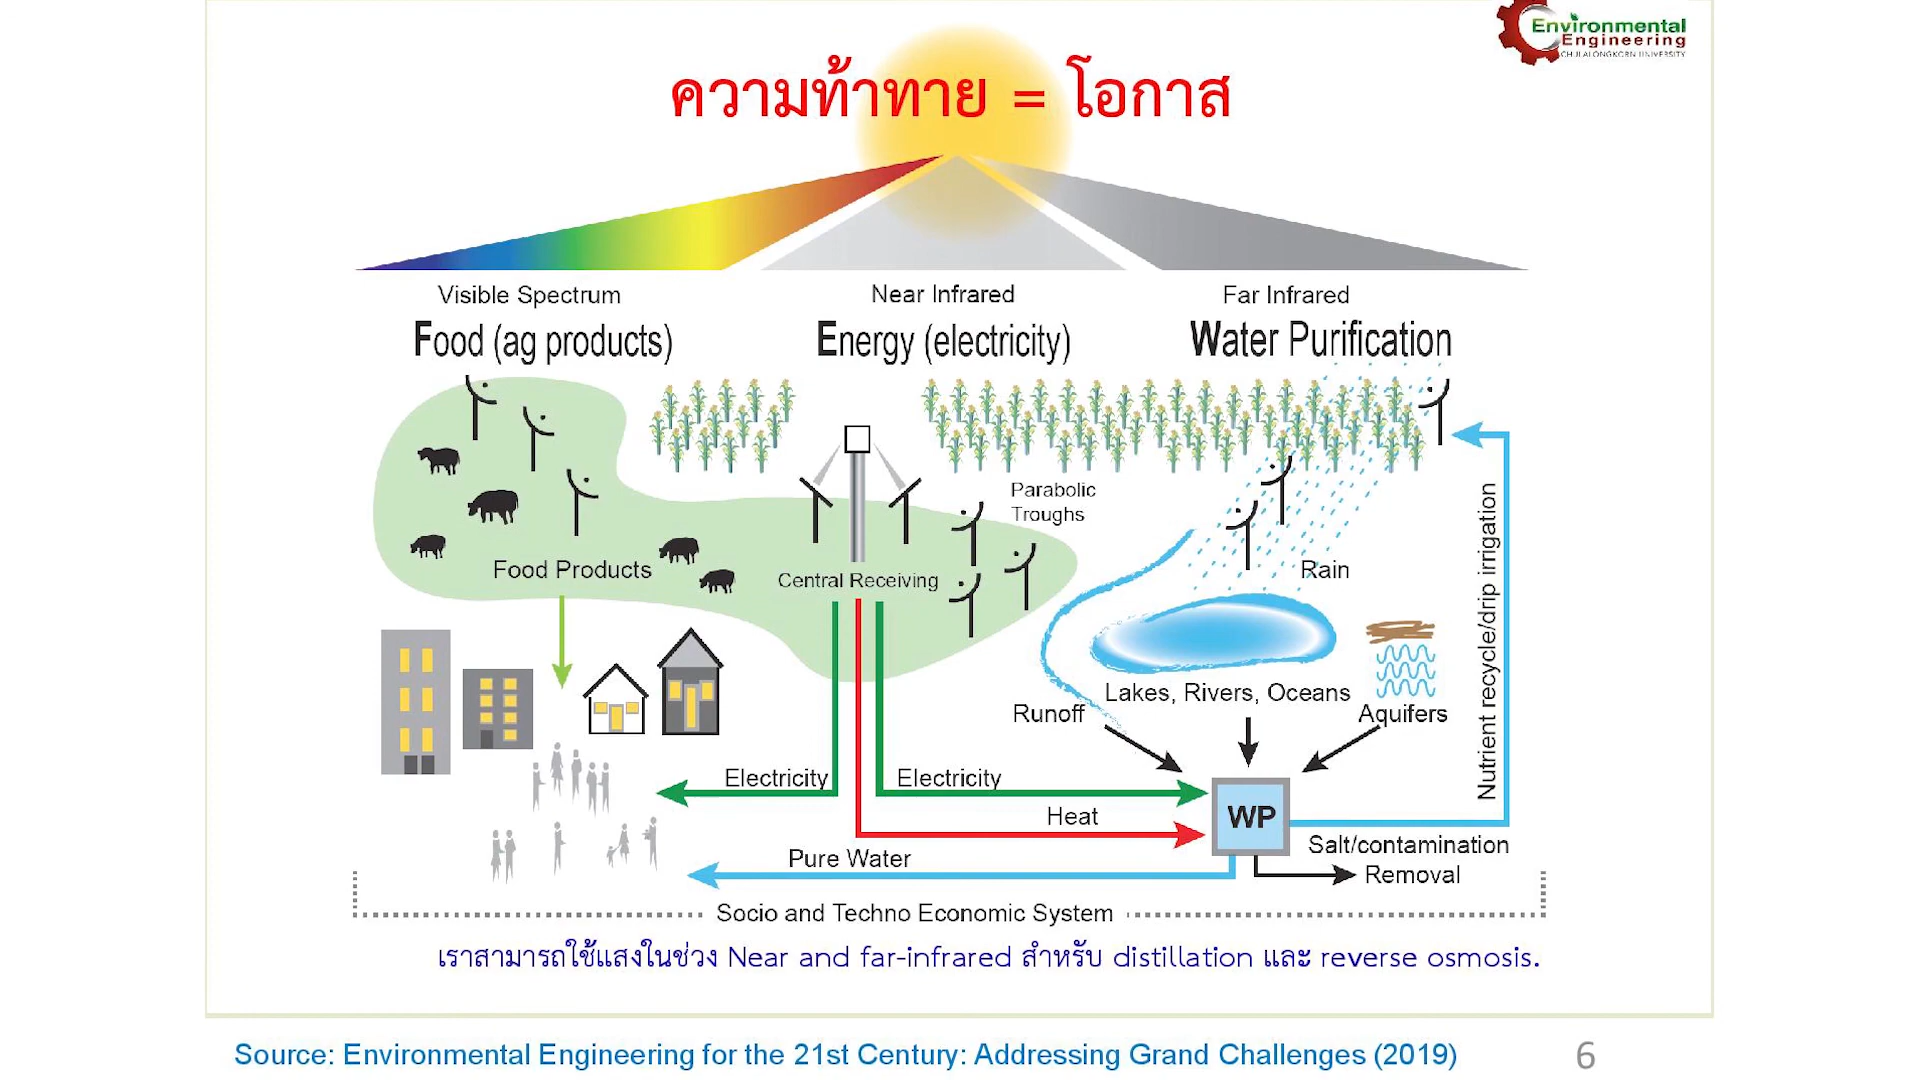 Environmental
Engineering
CHULALONGKORN UNIVERSITY
ความท้าทาย = โอกาส
Visible Spectrum
Near Infrared
Far Infrared
Food (ag products)
Energy (electricity)
Water Purification
Parabolic
Troughs
Food Products
Central Receiving
Rain
Nutrient recycle/drip irrigation
Lakes, Rivers, Oceans
Runoff
Aquifers
Electricity
Electricity
Heat
WP
Pure Water
Salt/contamination
Removal
Socio and Techno Economic System
เราสามารถใช้แสงในช่วง Near and far-infrared สำหรับ distillation และ reverse osmosis.
Source: Environmental Engineering for the 21st Century: Addressing Grand Challenges (2019)
6